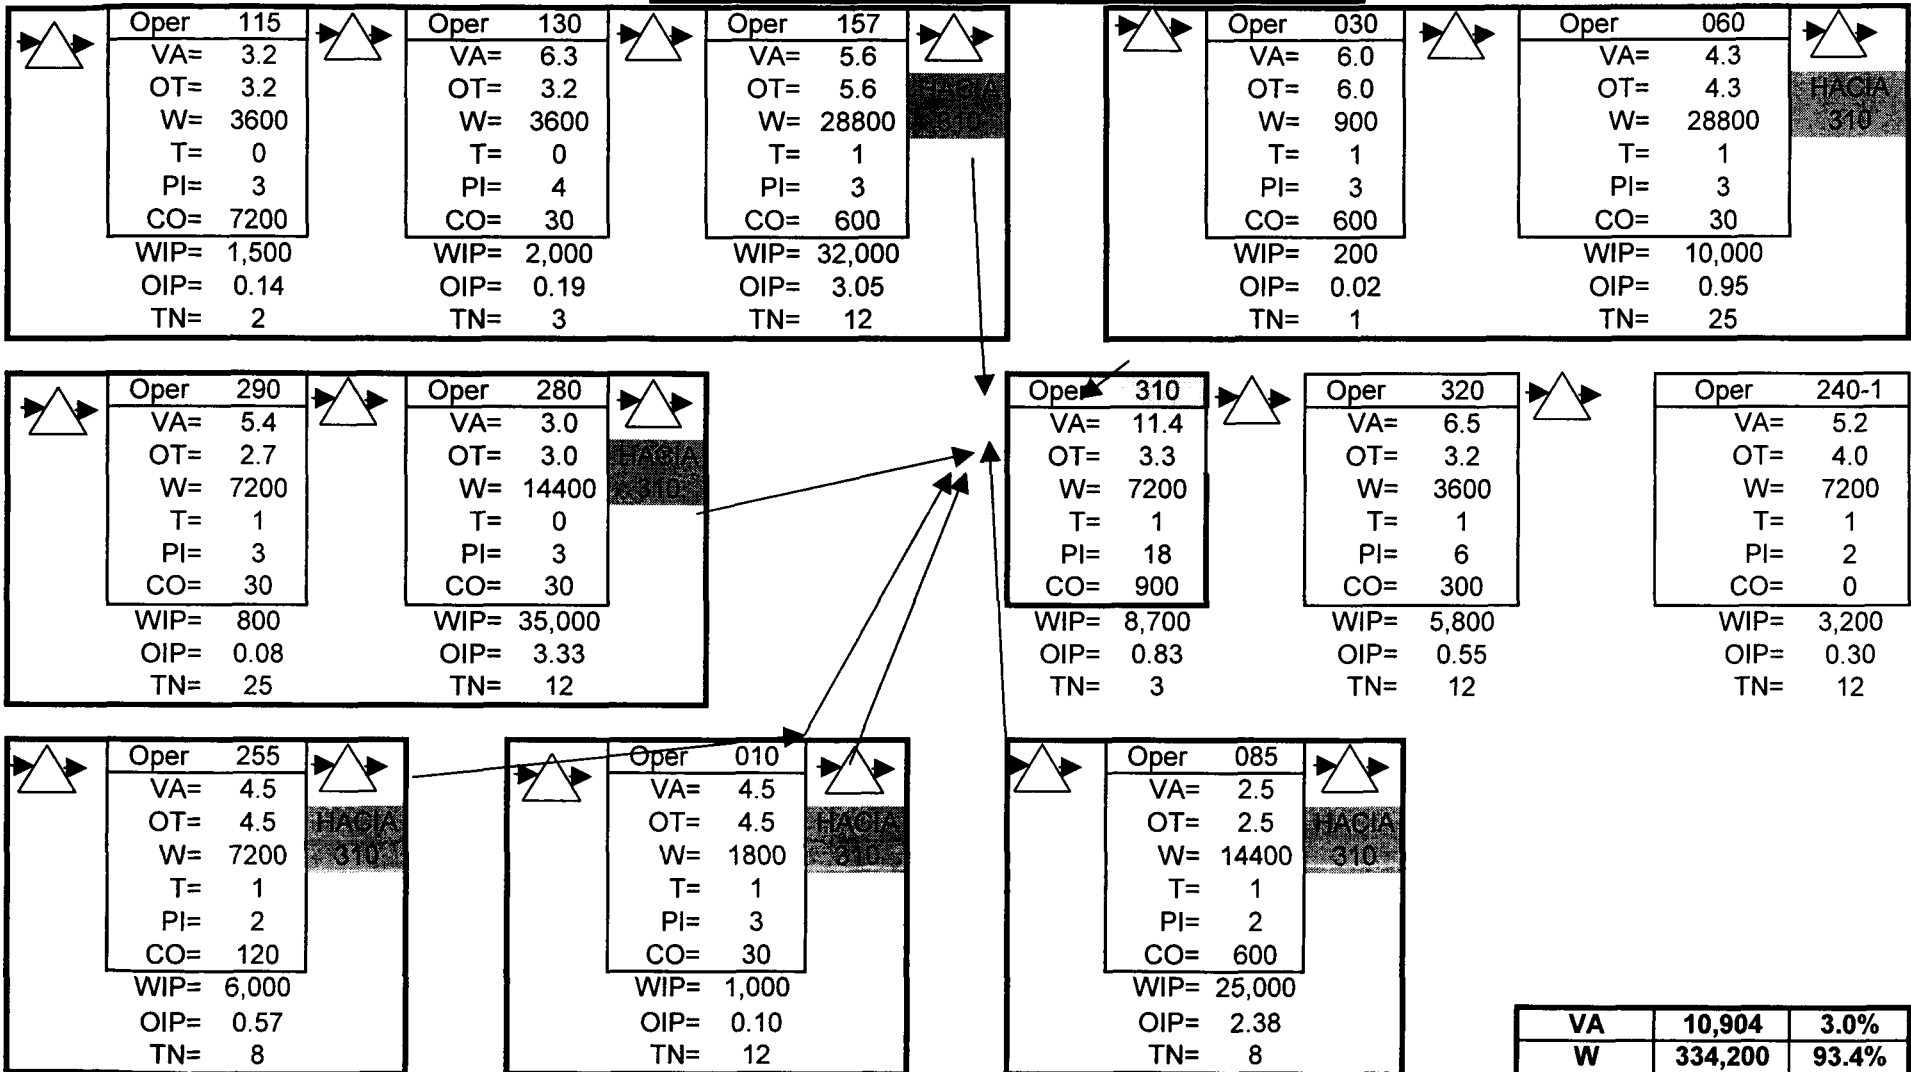 Oper 115
VA= 3.2
OT= 3.2
W= 3600
T= 0
PI= 3
CO= 7200
WIP= 1,500
OIP= 0.14
TN= 2
Oper 130
VA= 6.3
OT= 3.2
W= 3600
T= 0
PI= 4
CO= 30
WIP= 2,000
OIP= 0.19
TN= 3
Oper 157
VA= 5.6
OT= 5.6
W= 28800
T= 1
PI= 3
CO= 600
WIP= 32,000
OIP= 3.05
TN= 12
HACIA
310
Oper 030
VA= 6.0
OT= 6.0
W= 900
T= 1
PI= 3
CO= 600
WIP= 200
OIP= 0.02
TN= 1
Oper 060
VA= 4.3
OT= 4.3
W= 28800
T= 1
PI= 3
CO= 30
WIP= 10,000
OIP= 0.95
TN= 25
HACIA
310
Oper 290
VA= 5.4
OT= 2.7
W= 7200
T= 1
PI= 3
CO= 30
WIP= 800
OIP= 0.08
TN= 25
Oper 280
VA= 3.0
OT= 3.0
W= 14400
T= 0
PI= 3
CO= 30
WIP= 35,000
OIP= 3.33
TN= 12
HACIA
310
Oper 310
VA= 11.4
OT= 3.3
W= 7200
T= 1
PI= 18
CO= 900
WIP= 8,700
OIP= 0.83
TN= 3
Oper 320
VA= 6.5
OT= 3.2
W= 3600
T= 1
PI= 6
CO= 300
WIP= 5,800
OIP= 0.55
TN= 12
Oper 240-1
VA= 5.2
OT= 4.0
W= 7200
T= 1
PI= 2
CO= 0
WIP= 3,200
OIP= 0.30
TN= 12
Oper 255
VA= 4.5
OT= 4.5
W= 7200
T= 1
PI= 2
CO= 120
WIP= 6,000
OIP= 0.57
TN= 8
HACIA
310
Oper 010
VA= 4.5
OT= 4.5
W= 1800
T= 1
PI= 3
CO= 30
WIP= 1,000
OIP= 0.10
TN= 12
HACIA
310
Oper 085
VA= 2.5
OT= 2.5
W= 14400
T= 1
PI= 2
CO= 600
WIP= 25,000
OIP= 2.38
TN= 8
HACIA
310
VA 10,904 3.0%
W 334,200 93.4%